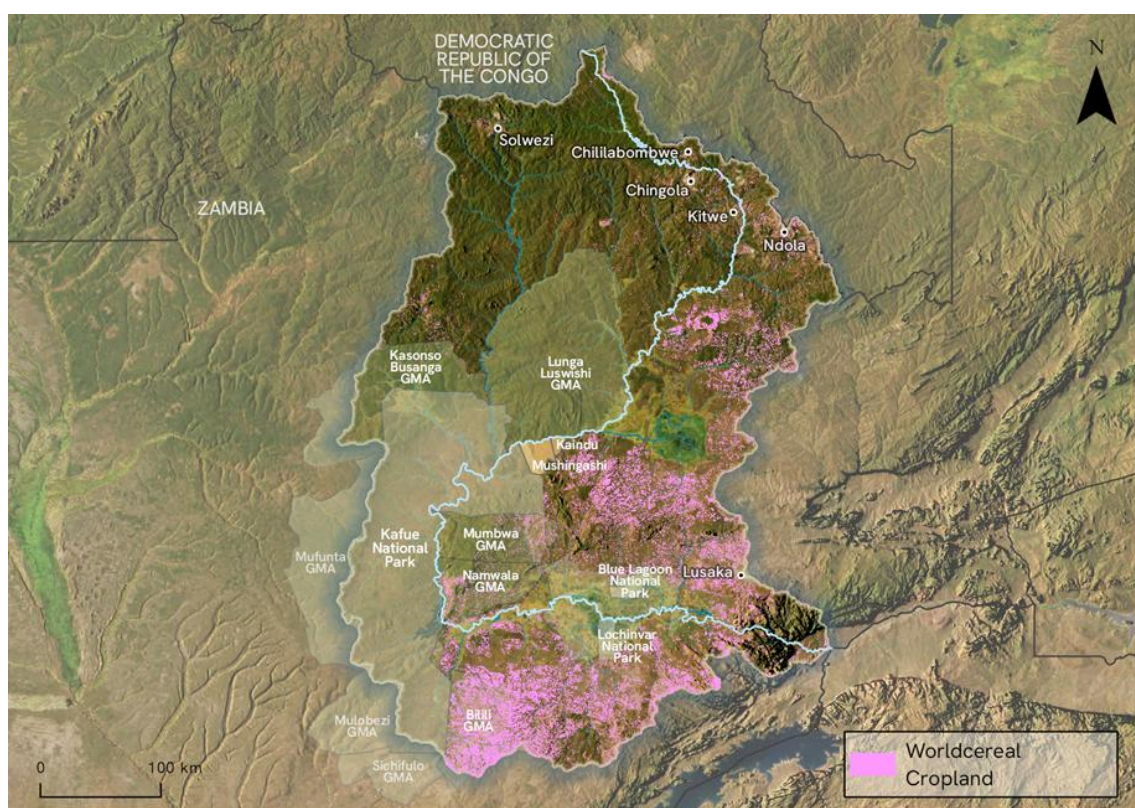 DEMOCRATIC
REPUBLIC OF
THE CONGO
N
Solwezi
Chililabombwe
Chingola
ZAMBIA
Kitwe
Ndola
Kasonso
Busanga
GMA
Lunga
Luswishi
GMA
Kaindu
Mushingashi
Kafue
National
Park
Mumbwa
GMA
Mufunta
GMA
Namwala
GMA
Blue Lagoon
National
Park
Lusaka
Lochinvar
National
Park
Bilili
GMA
Mulobezi
GMA
Sichifulo
GMA
0 100 km
Worldcereal
Cropland